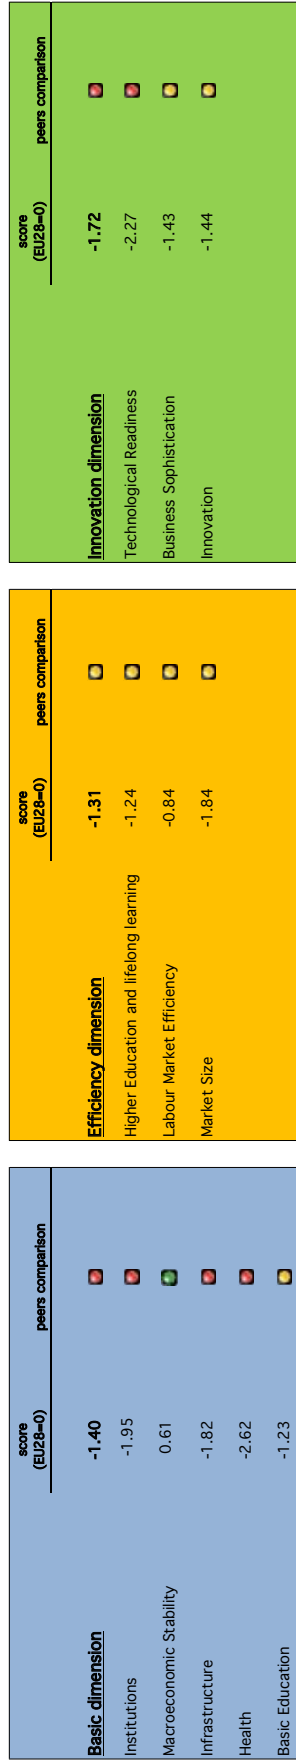 score
(EU28=0) peers comparison
Basic dimension -1.40
Institutions -1.95
Macroeconomic Stability 0.61
Infrastructure -1.82
Health -2.62
Basic Education -1.23
score
(EU28=0) peers comparison
Efficiency dimension -1.31
Higher Education and lifelong learning -1.24
Labour Market Efficiency -0.84
Market Size -1.84
score
(EU28=0) peers comparison
Innovation dimension -1.72
Technological Readiness -2.27
Business Sophistication -1.43
Innovation -1.44